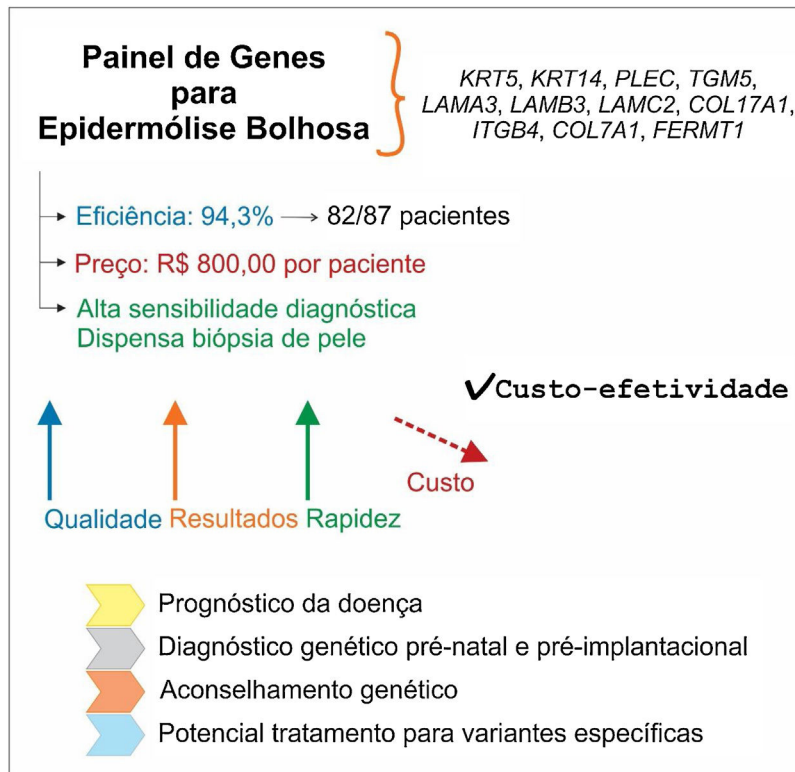 Painel de Genes
para
Epidermólise Bolhosa
KRT5, KRT14, PLEC, TGM5,
LAMA3, LAMB3, LAMC2, COL17A1,
ITGB4, COL7A1, FERMT1
Eficiência: 94,3% → 82/87 pacientes
Preço: R$ 800,00 por paciente
Alta sensibilidade diagnóstica
Dispensa biópsia de pele
✔Custo-efetividade
Custo
Qualidade Resultados Rapidez
Prognóstico da doença
Diagnóstico genético pré-natal e pré-implantacional
Aconselhamento genético
Potencial tratamento para variantes específicas